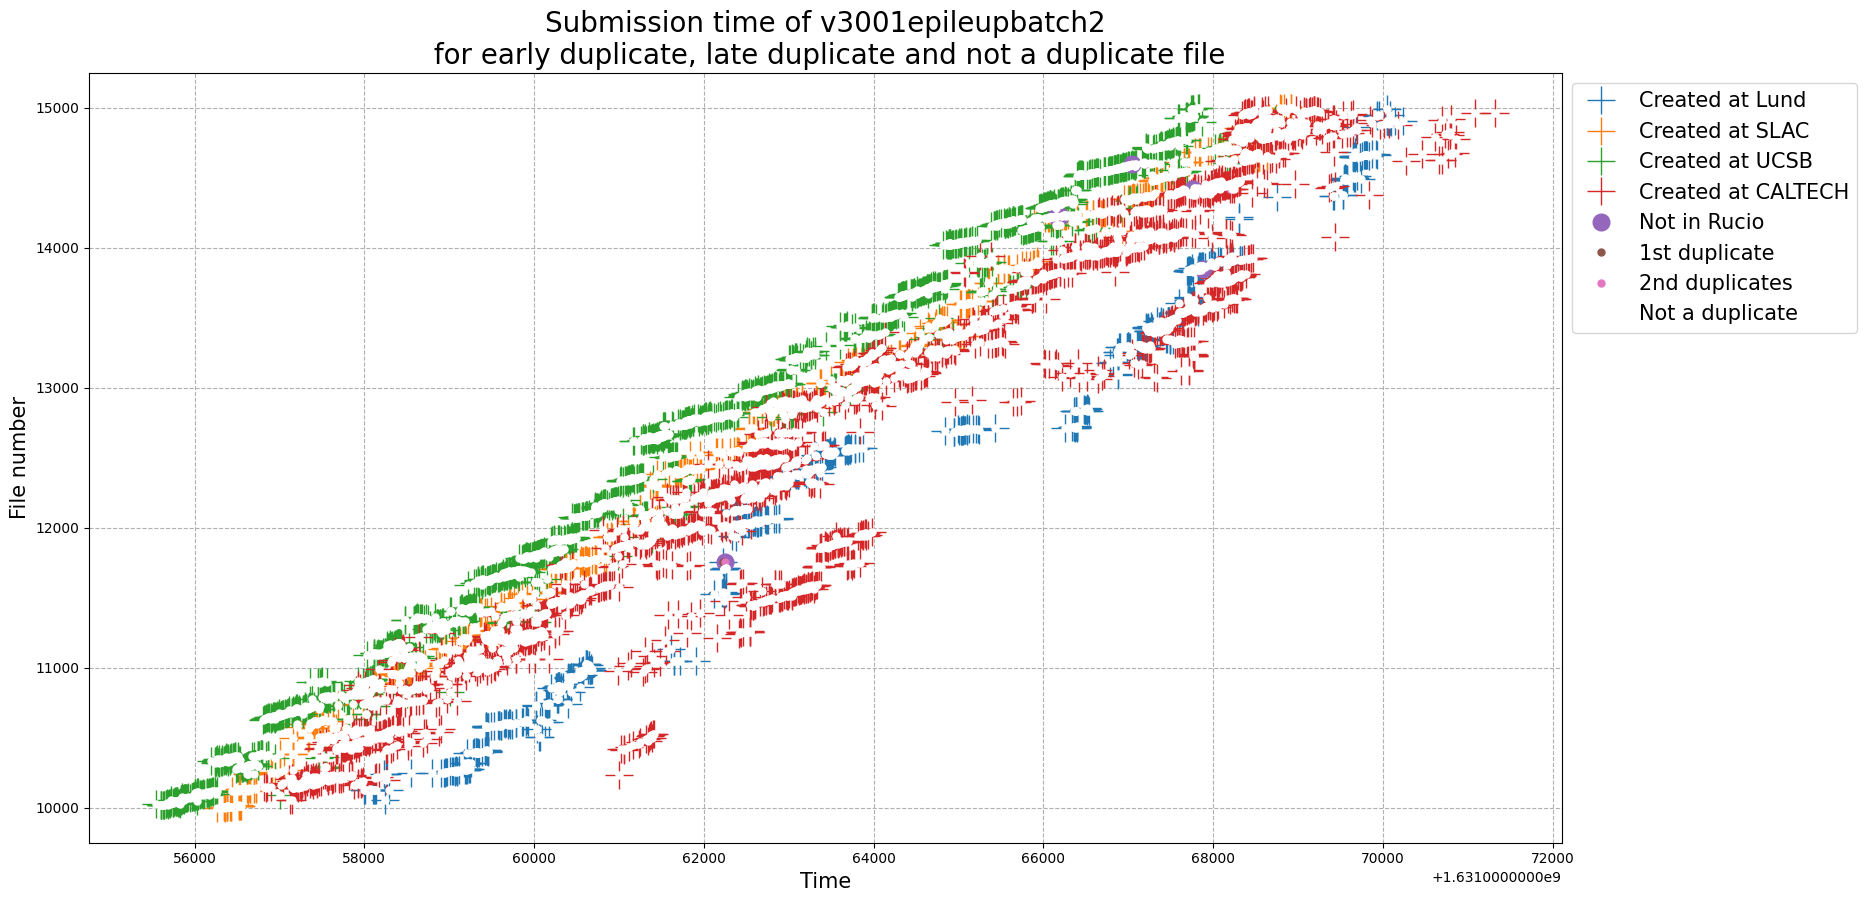 Submission time of v3001epileupbatch2
for early duplicate, late duplicate and not a duplicate file
Created at Lund
Created at SLAC
Created at UCSB
Created at CALTECH
Not in Rucio
1st duplicate
2nd duplicates
Not a duplicate
File number
15000
14000
13000
12000
11000
10000
56000 58000 60000 62000 64000 66000 68000 70000 72000
Time
+1.6310000000e9